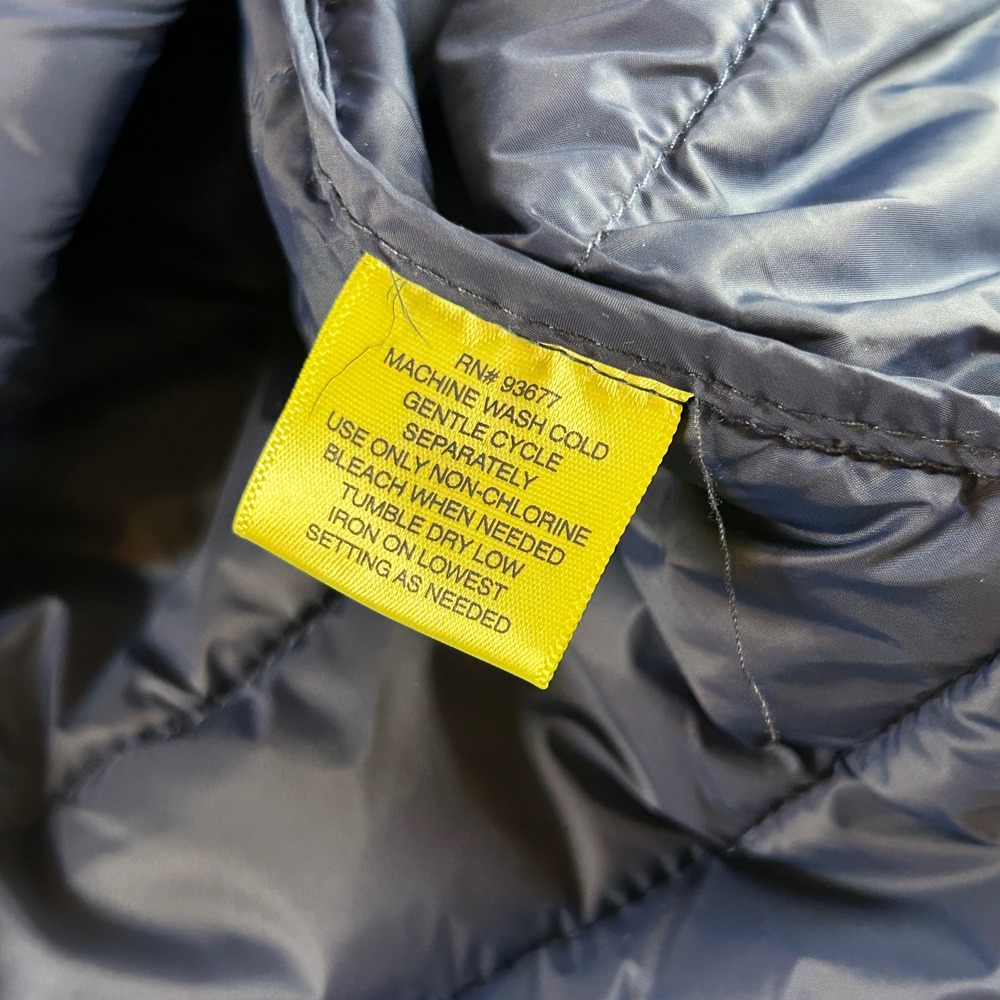 RN# 93677
MACHINE WASH COLD
GENTLE CYCLE
SEPARATELY
USE ONLY NON-CHLORINE
BLEACH WHEN NEEDED
TUMBLE DRY LOW
IRON ON LOWEST
SETTING AS NEEDED